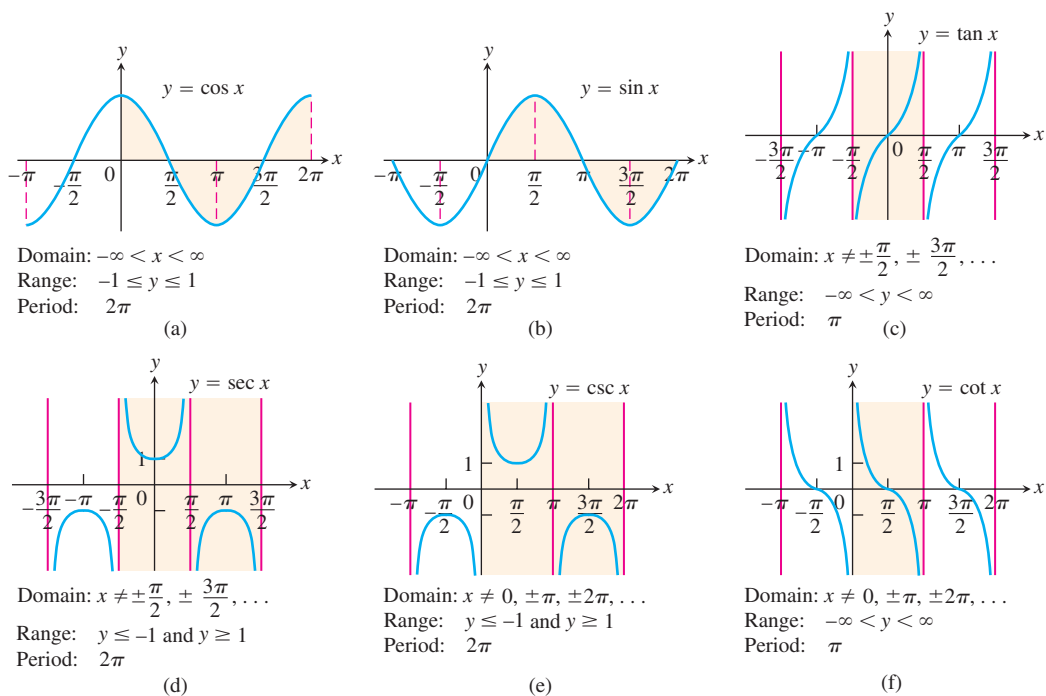 y
y = cos x
x
−π
−π/2
0
π/2
π
3π/2
2π
Domain: −∞ < x < ∞
Range: −1 ≤ y ≤ 1
Period: 2π
(a)
y
y = sin x
x
−π
−π/2
0
π/2
π
3π/2
2π
Domain: −∞ < x < ∞
Range: −1 ≤ y ≤ 1
Period: 2π
(b)
y
y = tan x
x
−3π/2
−π
−π/2
0
π/2
π
3π/2
Domain: x ≠ ±π/2, ± 3π/2, . . .
Range: −∞ < y < ∞
Period: π
(c)
y
y = sec x
1
x
−3π/2
−π
−π/2
0
π/2
π
3π/2
Domain: x ≠ ±π/2, ± 3π/2, . . .
Range: y ≤ −1 and y ≥ 1
Period: 2π
(d)
y
y = csc x
1
x
−π
−π/2
0
π/2
π
3π/2
2π
Domain: x ≠ 0, ±π, ±2π, . . .
Range: y ≤ −1 and y ≥ 1
Period: 2π
(e)
y
y = cot x
1
x
−π
−π/2
0
π/2
π
3π/2
2π
Domain: x ≠ 0, ±π, ±2π, . . .
Range: −∞ < y < ∞
Period: π
(f)